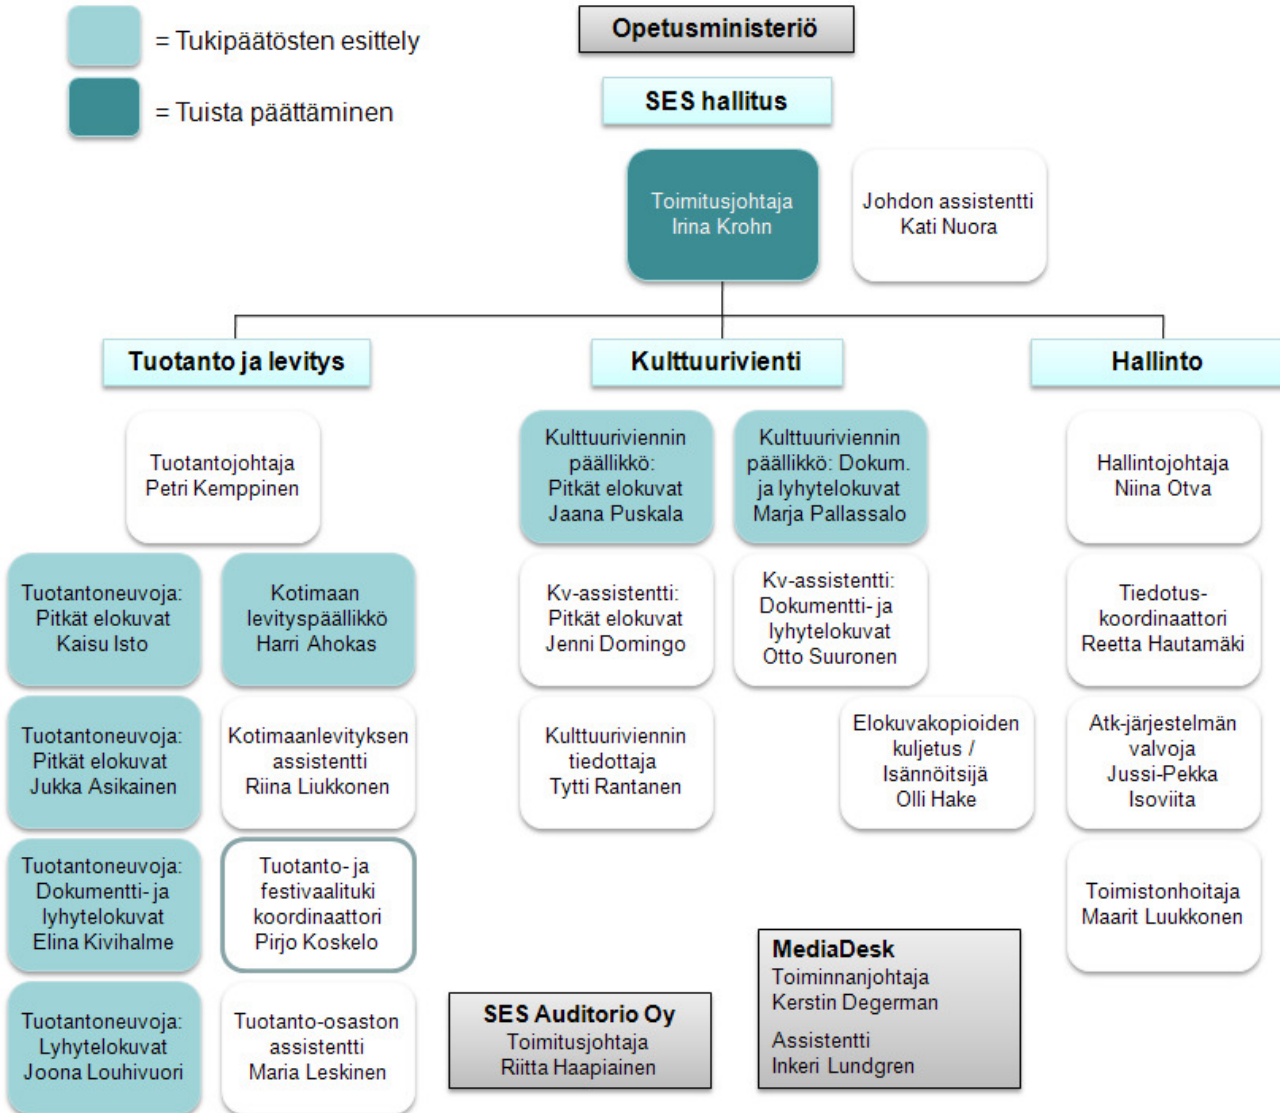 = Tukipäätösten esittely
= Tuista päättäminen
Opetusministeriö
SES hallitus
Toimitusjohtaja
Irina Krohn
Johdon assistentti
Kati Nuora
Tuotanto ja levitys
Tuotantojohtaja
Petri Kemppinen
Tuotantoneuvoja:
Pitkät elokuvat
Kaisu Isto
Kotimaan
levityspäällikkö
Harri Ahokas
Tuotantoneuvoja:
Pitkät elokuvat
Jukka Asikainen
Kotimaanlevityksen
assistentti
Riina Liukkonen
Tuotantoneuvoja:
Dokumentti- ja
lyhytelokuvat
Elina Kivihalme
Tuotanto- ja
festivaalituki
koordinaattori
Pirjo Koskelo
Tuotantoneuvoja:
Lyhytelokuvat
Joona Louhivuori
Tuotanto-osaston
assistentti
Maria Leskinen
Kulttuurivienti
Kulttuuriviennin
päällikkö:
Pitkät elokuvat
Jaana Puskala
Kulttuuriviennin
päällikkö: Dokum.
ja lyhytelokuvat
Marja Pallassalo
Kv-assistentti:
Pitkät elokuvat
Jenni Domingo
Kv-assistentti:
Dokumentti- ja
lyhytelokuvat
Otto Suuronen
Kulttuuriviennin
tiedottaja
Tytti Rantanen
Elokuvakopioiden
kuljetus /
Isännöitsijä
Olli Hake
Hallinto
Hallintojohtaja
Niina Otva
Tiedotus-
koordinaattori
Reetta Hautamäki
Atk-järjestelmän
valvoja
Jussi-Pekka
Isoviita
Toimistonhoitaja
Maarit Luukkonen
SES Auditorio Oy
Toimitusjohtaja
Riitta Haapiainen
MediaDesk
Toiminnanjohtaja
Kerstin Degerman
Assistentti
Inkeri Lundgren